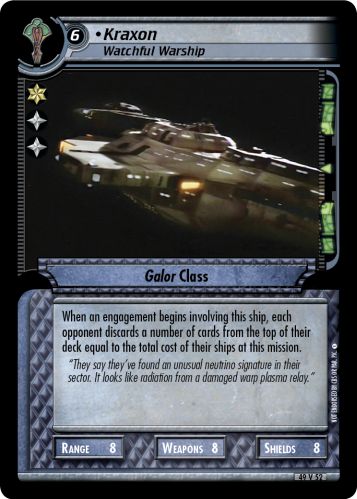 6
• Kraxon
Watchful Warship
Galor Class
When an engagement begins involving this ship, each
opponent discards a number of cards from the top of their
deck equal to the total cost of their ships at this mission.
“They say they’ve found an unusual neutrino signature in their
sector. It looks like radiation from a damaged warp plasma relay.”
RANGE 8 WEAPONS 8 SHIELDS 8
49 V 52